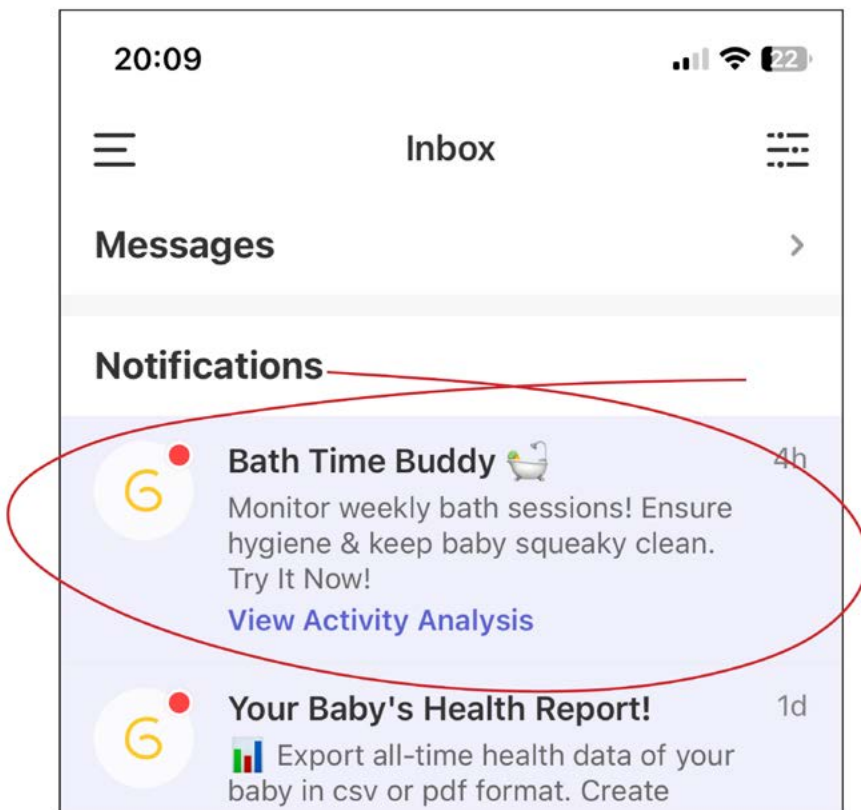 20:09
22
Inbox
Messages
Notifications
Bath Time Buddy 🛁
4h
Monitor weekly bath sessions! Ensure
hygiene & keep baby squeaky clean.
Try It Now!
View Activity Analysis
Your Baby's Health Report!
1d
📊 Export all-time health data of your
baby in csv or pdf format. Create